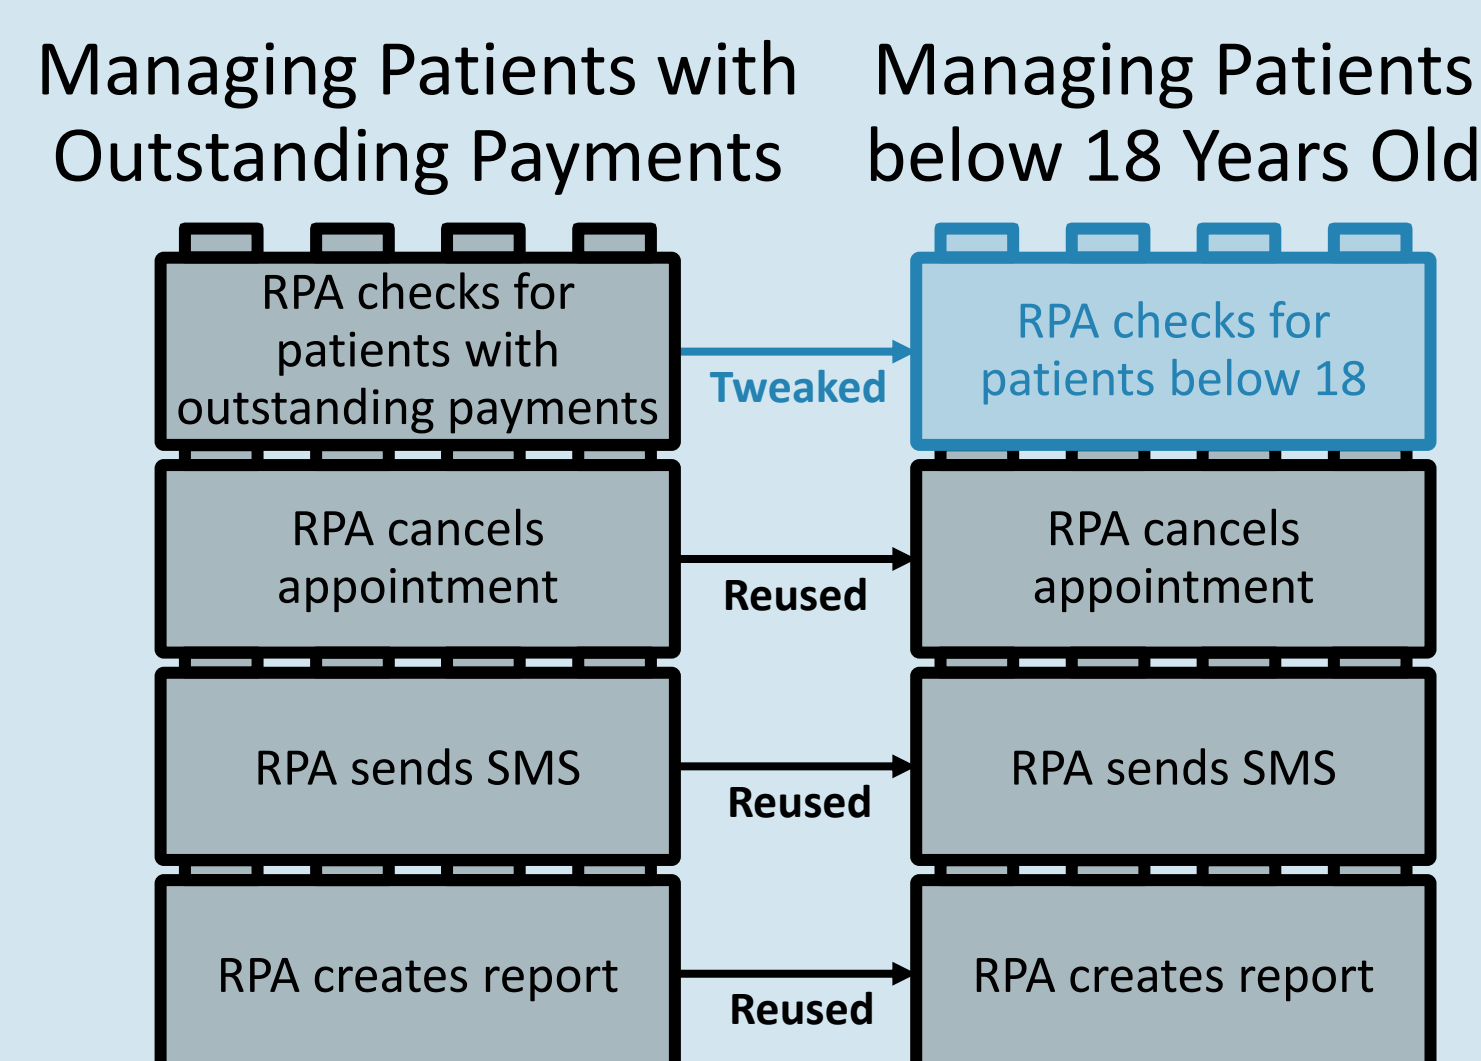 Managing Patients with
Outstanding Payments
Managing Patients
below 18 Years Old
RPA checks for
patients with
outstanding payments
Tweaked
RPA checks for
patients below 18
RPA cancels
appointment
Reused
RPA cancels
appointment
RPA sends SMS
Reused
RPA sends SMS
RPA creates report
Reused
RPA creates report